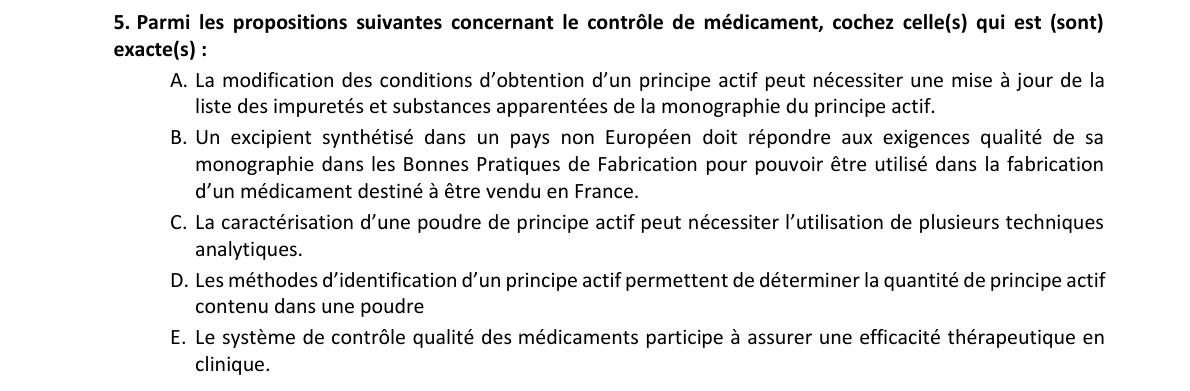 5. Parmi les propositions suivantes concernant le contrôle de médicament, cochez celle(s) qui est (sont)
exacte(s) :
A. La modification des conditions d’obtention d’un principe actif peut nécessiter une mise à jour de la
liste des impuretés et substances apparentées de la monographie du principe actif.
B. Un excipient synthétisé dans un pays non Européen doit répondre aux exigences qualité de sa
monographie dans les Bonnes Pratiques de Fabrication pour pouvoir être utilisé dans la fabrication
d’un médicament destiné à être vendu en France.
C. La caractérisation d’une poudre de principe actif peut nécessiter l’utilisation de plusieurs techniques
analytiques.
D. Les méthodes d’identification d’un principe actif permettent de déterminer la quantité de principe actif
contenu dans une poudre
E. Le système de contrôle qualité des médicaments participe à assurer une efficacité thérapeutique en
clinique.